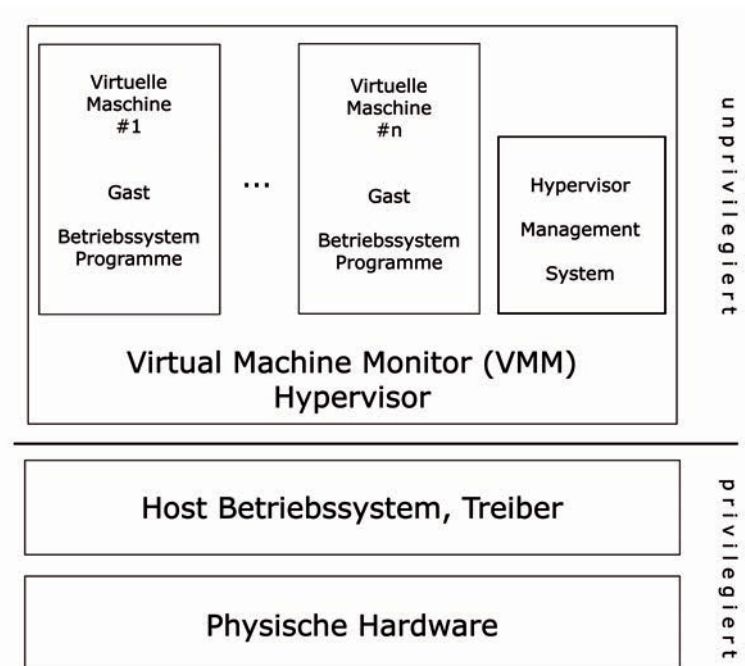 Virtuelle
Maschine
#1
Gast
Betriebssystem
Programme
...
Virtuelle
Maschine
#n
Gast
Betriebssystem
Programme
Hypervisor
Management
System
Virtual Machine Monitor (VMM)
Hypervisor
unprivilegiert
Host Betriebssystem, Treiber
Physische Hardware
privilegiert